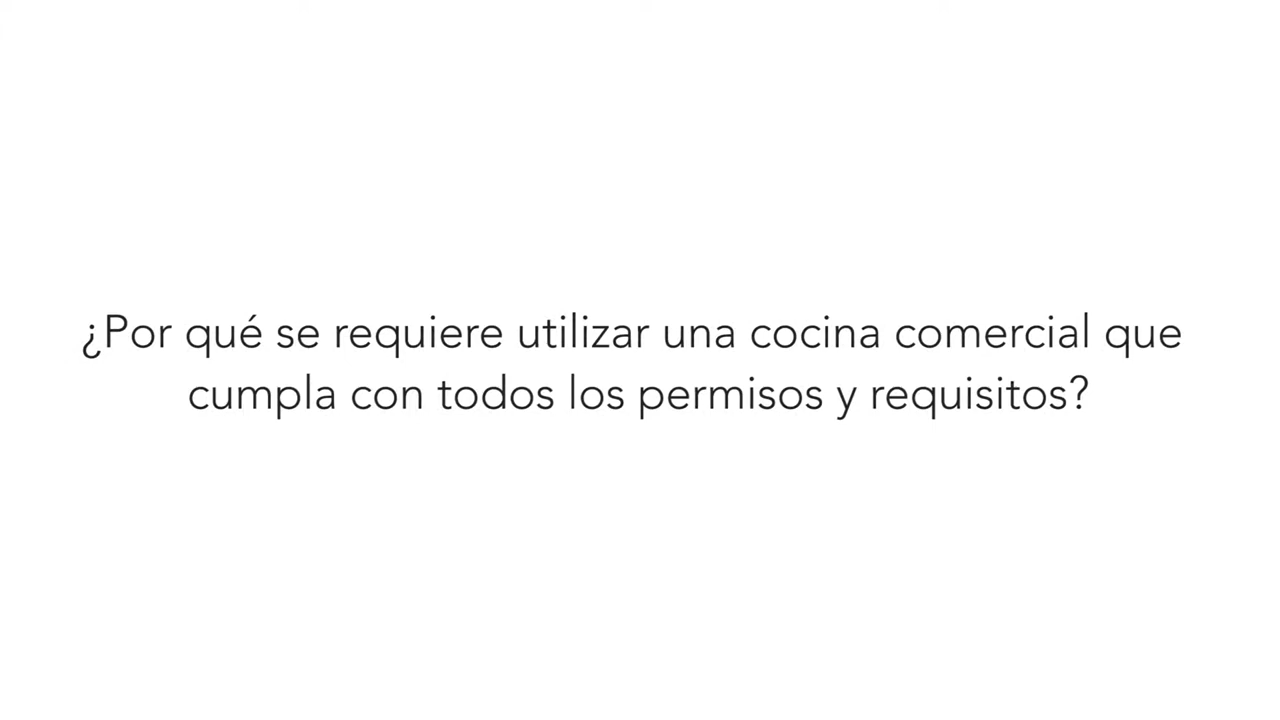 ¿Por qué se requiere utilizar una cocina comercial que
cumpla con todos los permisos y requisitos?